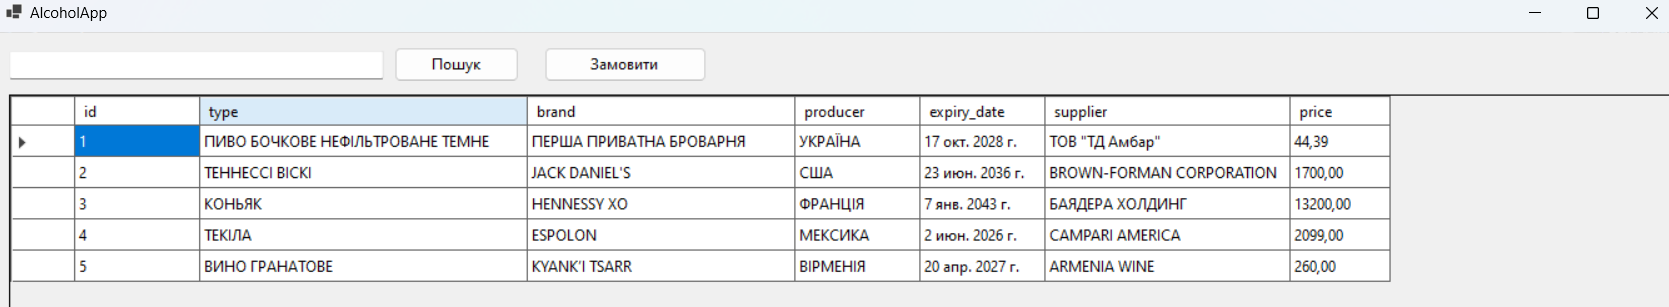 AlcoholApp
Пошук Замовити
id type brand producer expiry_date supplier price
1 ПИВО БОЧКОВЕ НЕФІЛЬТРОВАНЕ ТЕМНЕ ПЕРША ПРИВАТНА БРОВАРНЯ УКРАЇНА 17 окт. 2028 г. ТОВ "ТД Амбар" 44,39
2 ТЕННЕССІ ВІСКІ JACK DANIEL'S США 23 июн. 2036 г. BROWN-FORMAN CORPORATION 1700,00
3 КОНЬЯК HENNESSY XO ФРАНЦІЯ 7 янв. 2043 г. БАЯДЕРА ХОЛДИНГ 13200,00
4 ТЕКІЛА ESPOLON МЕКСИКА 2 июн. 2026 г. CAMPARI AMERICA 2099,00
5 ВИНО ГРАНАТОВЕ KYANK'I TSARR ВІРМЕНІЯ 20 апр. 2027 г. ARMENIA WINE 260,00